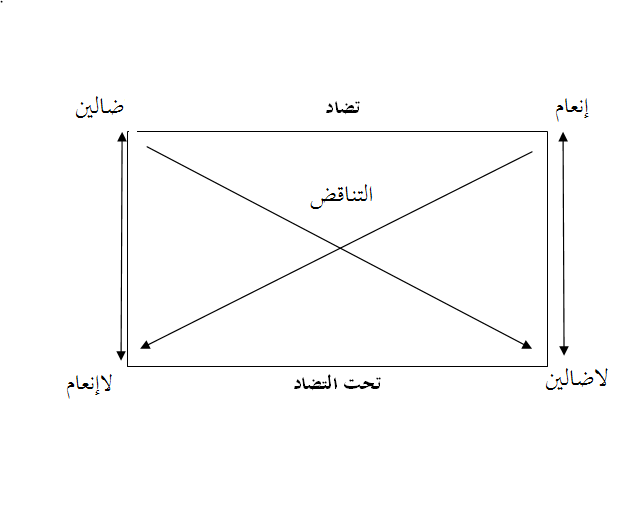 إنعام
تضاد
ضالين
التناقض
لاضالين
تحت التضاد
لاإنعام